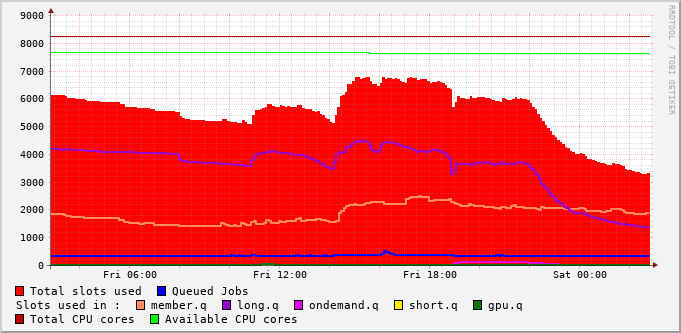 RRDTOOL / TOBI OETIKER
9000
8000
7000
6000
5000
4000
3000
2000
1000
0
Fri 06:00 Fri 12:00 Fri 18:00 Sat 00:00
Total slots used Queued Jobs
Slots used in : member.q long.q ondemand.q short.q gpu.q
Total CPU cores Available CPU cores